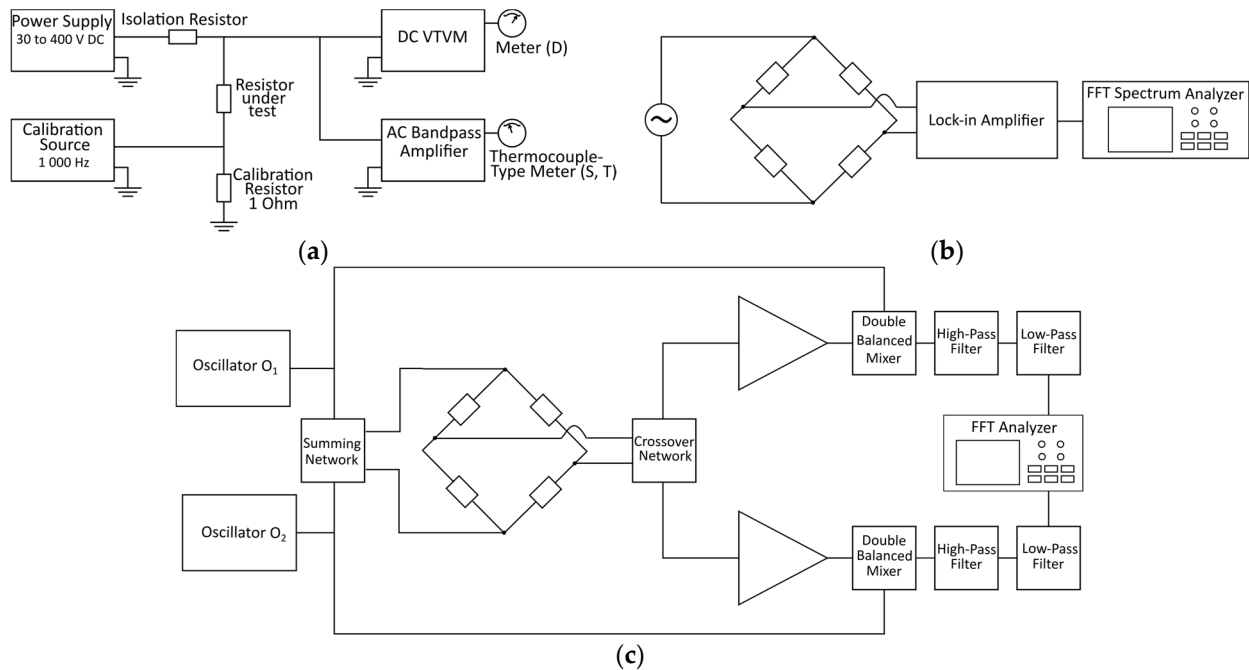 Power Supply
30 to 400 V DC
Isolation Resistor
DC VTVM
Meter (D)
Resistor
under
test
Calibration
Source
1 000 Hz
AC Bandpass
Amplifier
Thermocouple-
Type Meter (S, T)
Calibration
Resistor
1 Ohm
(a)
Lock-in Amplifier
FFT Spectrum Analyzer
(b)
Oscillator O₁
Summing
Network
Oscillator O₂
Crossover
Network
Double
Balanced
Mixer
High-Pass
Filter
Low-Pass
Filter
FFT Analyzer
Double
Balanced
Mixer
High-Pass
Filter
Low-Pass
Filter
(c)